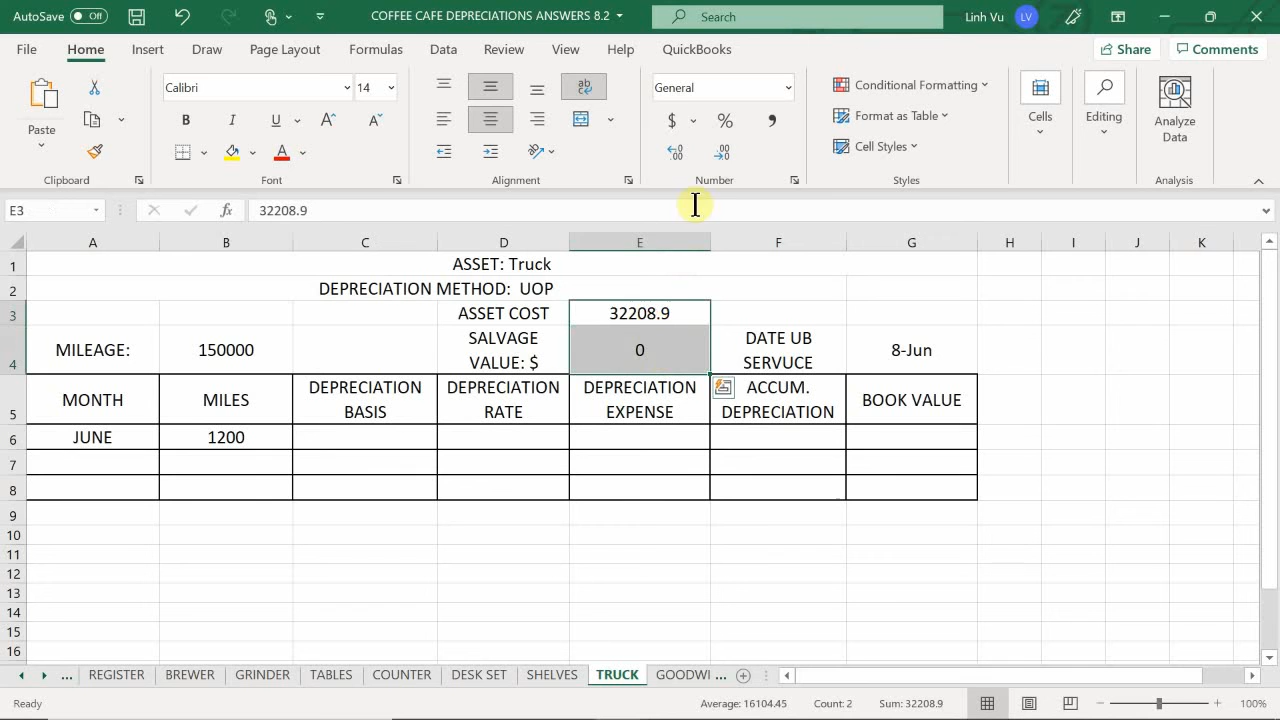 AutoSave Off COFFEE CAFE DEPRECIATIONS ANSWERS 8.2 Search Linh Vu LV
File Home Insert Draw Page Layout Formulas Data Review View Help QuickBooks Share Comments
Paste Calibri 14 ab General Conditional Formatting Cells Editing Analyze Data
B I U A A $ % , Format as Table
A Cell Styles
Clipboard Font Alignment Number Styles Analysis
E3 fx 32208.9
A B C D E F G H I J K
1 ASSET: Truck
2 DEPRECIATION METHOD: UOP
3 ASSET COST 32208.9
4 MILEAGE: 150000 SALVAGE VALUE: $ 0 DATE UB SERVUCE 8-Jun
5 MONTH MILES DEPRECIATION BASIS DEPRECIATION RATE DEPRECIATION EXPENSE ACCUM. DEPRECIATION BOOK VALUE
6 JUNE 1200
7
8
9
10
11
12
13
14
15
16
... REGISTER BREWER GRINDER TABLES COUNTER DESK SET SHELVES TRUCK GOODWI ...
Ready Average: 16104.45 Count: 2 Sum: 32208.9 100%